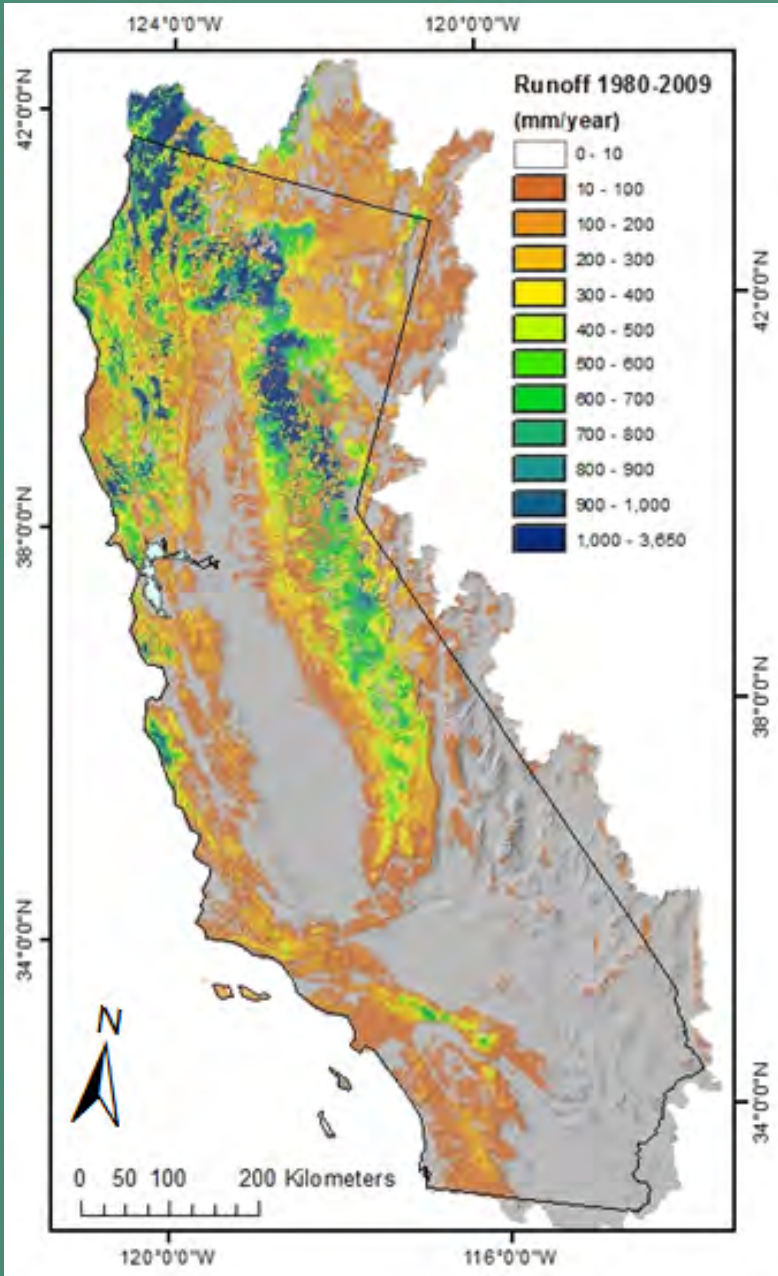 124°0'0"W
120°0'0"W
42°0'0"N
Runoff 1980-2009
(mm/year)
0 - 10
10 - 100
100 - 200
200 - 300
300 - 400
400 - 500
500 - 600
600 - 700
700 - 800
800 - 900
900 - 1,000
1,000 - 3,650
42°0'0"N
38°0'0"N
38°0'0"N
34°0'0"N
34°0'0"N
N
0 50 100 200 Kilometers
120°0'0"W
116°0'0"W